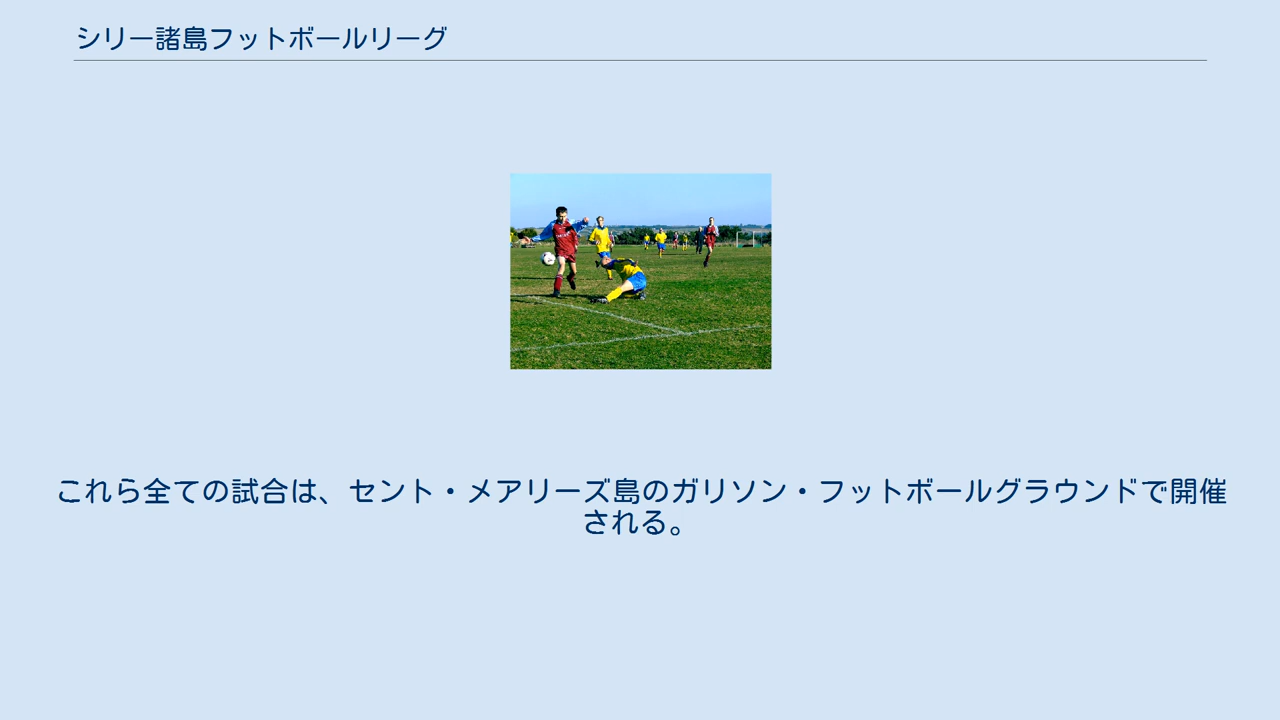 シリー諸島フットボールリーグ
これら全ての試合は、セント・メアリーズ島のガリソン・フットボールグラウンドで開催
される。